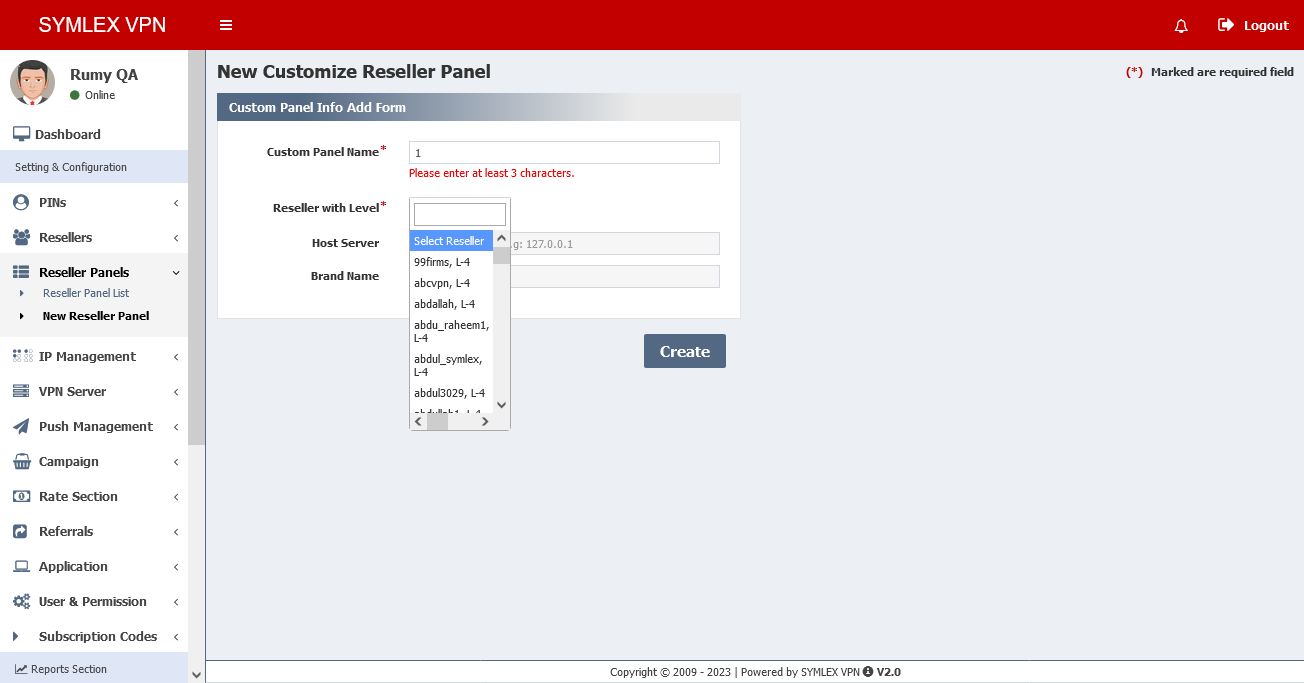 SYMLEX VPN
Logout
Rumy QA
Online
Dashboard
Setting & Configuration
PINs
Resellers
Reseller Panels
Reseller Panel List
New Reseller Panel
IP Management
VPN Server
Push Management
Campaign
Rate Section
Referrals
Application
User & Permission
Subscription Codes
Reports Section
New Customize Reseller Panel
(*) Marked are required field
Custom Panel Info Add Form
Custom Panel Name*
1
Please enter at least 3 characters.
Reseller with Level*
Select Reseller
99firms, L-4
abcvpn, L-4
abdallah, L-4
abdu_raheem1,
L-4
abdul_symlex,
L-4
abdul3029, L-4
Host Server
.g: 127.0.0.1
Brand Name
Create
Copyright © 2009 - 2023 | Powered by SYMLEX VPN V2.0